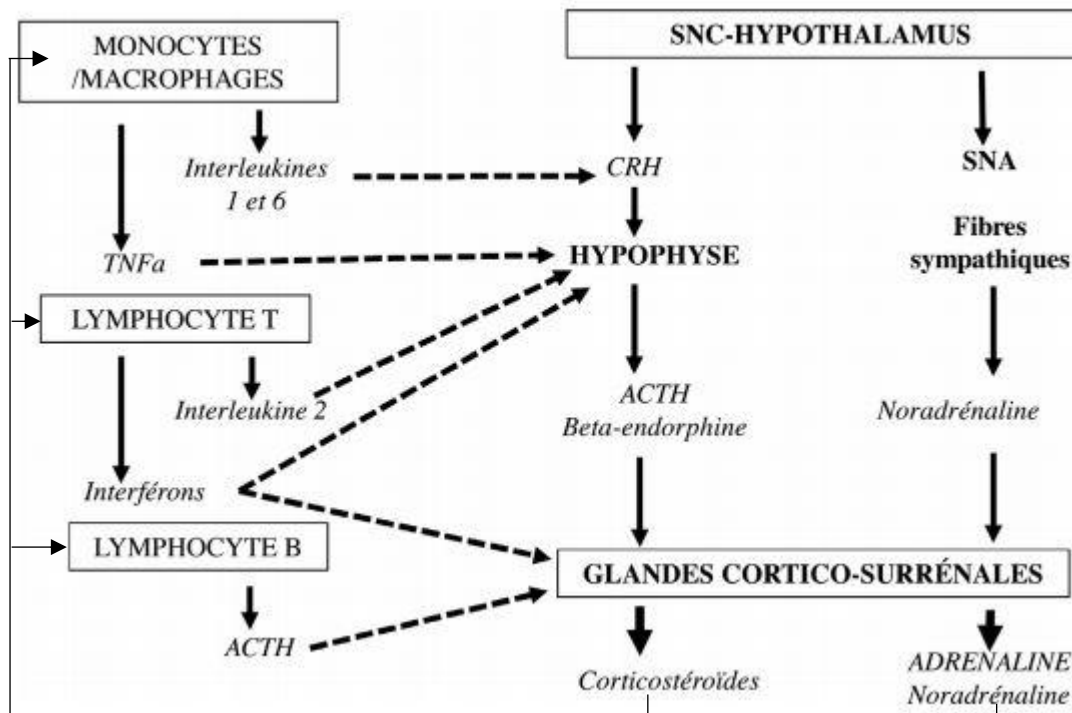 MONOCYTES
/MACROPHAGES
Interleukines
1 et 6
TNFa
LYMPHOCYTE T
Interleukine 2
Interférons
LYMPHOCYTE B
ACTH
SNC-HYPOTHALAMUS
CRH
HYPOPHYSE
ACTH
Beta-endorphine
SNA
Fibres
sympathiques
Noradrénaline
GLANDES CORTICO-SURRÉNALES
Corticostéroïdes
ADRENALINE
Noradrénaline